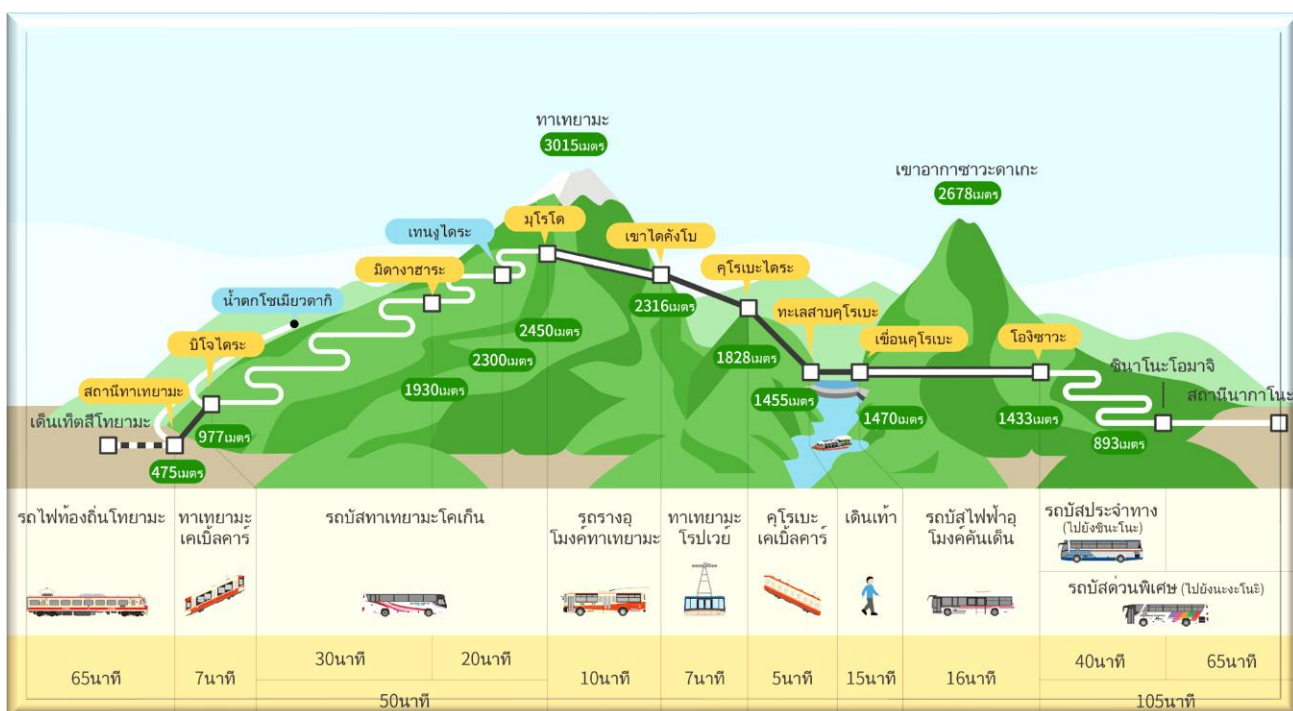 ทาเทยามะ
3015เมตร
เขาอากาซาวะดาเกะ
2678เมตร
มุโรโด
เทนงูไดระ
เขาไดคังโบ
มิดางาฮาระ
คุโรเบะไดระ
น้ำตกโชเมียวดากิ
2316เมตร
ทะเลสาบคุโรเบะ
2450เมตร
เขื่อนคุโรเบะ
โองิซาวะ
บิโจไดระ
2300เมตร
1828เมตร
ชินาโนะโอมาจิ
สถานีทาเทยามะ
1930เมตร
1455เมตร
สถานีนากาโนะ
เด็นเท็ตสึโทยามะ
977เมตร
1470เมตร
1433เมตร
893เมตร
475เมตร
รถไฟท้องถิ่นโทยามะ
ทาเทยามะ
เคเบิ้ลคาร์
รถบัสทาเทยามะโคเก็น
รถรางอุ
โมงค์ทาเทยามะ
ทาเทยามะ
โรปเวย์
คุโรเบะ
เคเบิ้ลคาร์
เดินเท้า
รถบัสไฟฟ้าอุ
โมงค์คันเด็น
รถบัสประจำทาง
(ไปยังชินะโนะ)
รถบัสด่วนพิเศษ (ไปยังนะงะโนะ)
65นาที
7นาที
30นาที
20นาที
50นาที
10นาที
7นาที
5นาที
15นาที
16นาที
40นาที
65นาที
105นาที